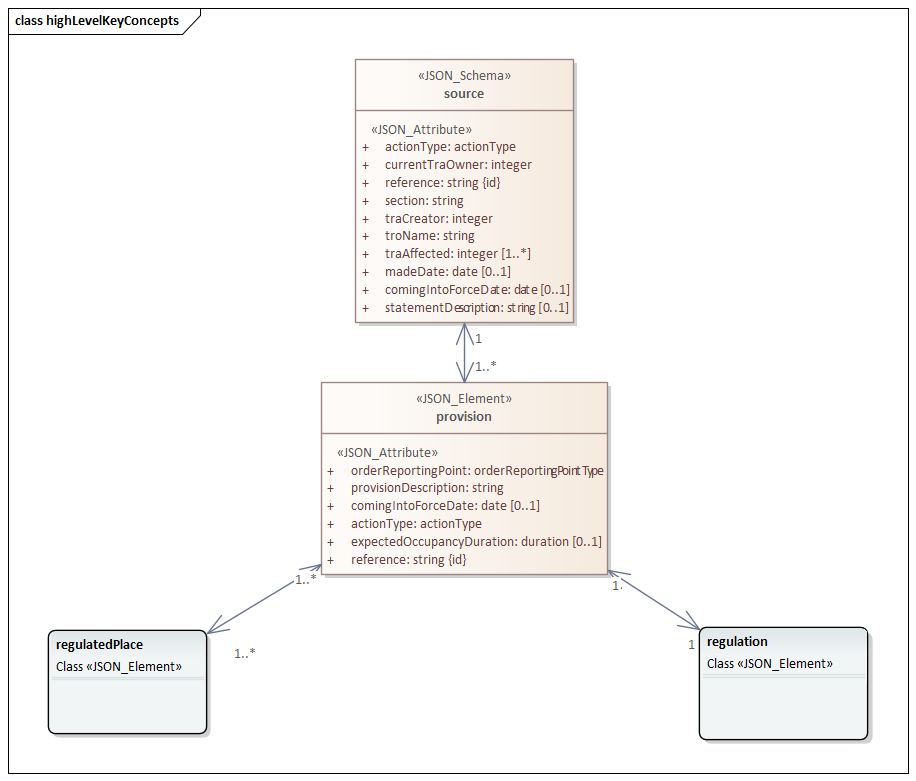 class highLevelKeyConcepts
«JSON_Schema»
source
«JSON_Attribute»
+ actionType: actionType
+ currentTraOwner: integer
+ reference: string {id}
+ section: string
+ traCreator: integer
+ troName: string
+ traAffected: integer [1..*]
+ madeDate: date [0..1]
+ comingIntoForceDate: date [0..1]
+ statementDescription: string [0..1]
1
1..*
«JSON_Element»
provision
«JSON_Attribute»
+ orderReportingPoint: orderReportingPointType
+ provisionDescription: string
+ comingIntoForceDate: date [0..1]
+ actionType: actionType
+ expectedOccupancyDuration: duration [0..1]
+ reference: string {id}
1..*
1.
1..*
1
regulatedPlace
Class «JSON_Element»
regulation
Class «JSON_Element»